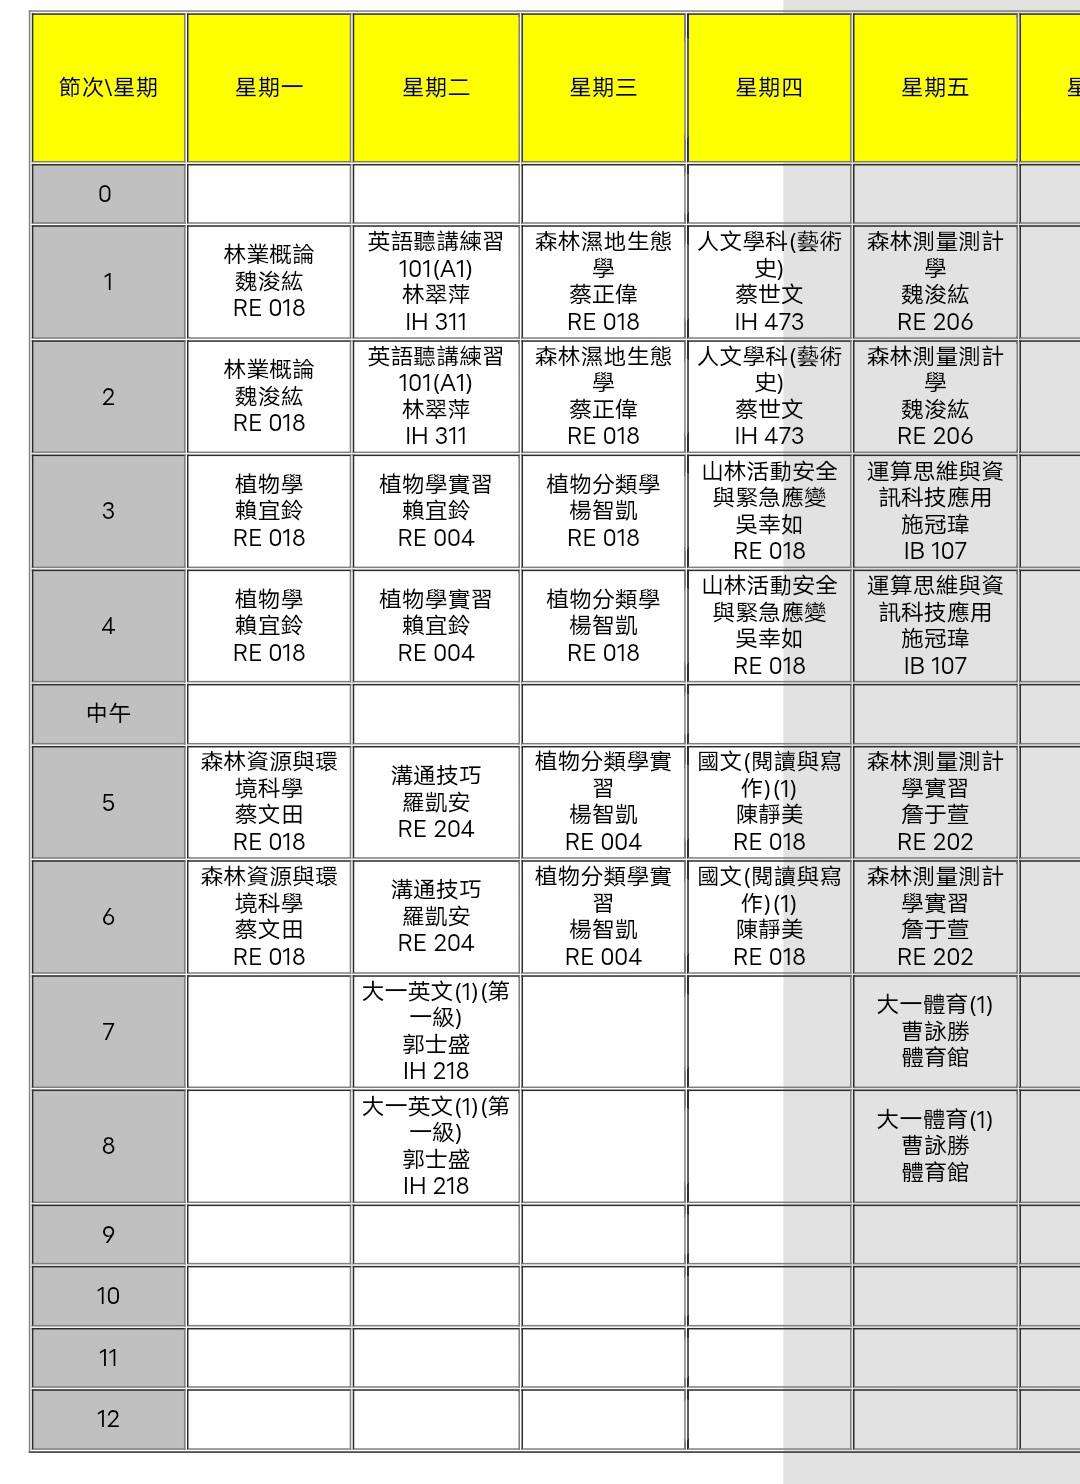 節次\星期
星期一
星期二
星期三
星期四
星期五
0
1
林業概論
魏浚紘
RE 018
英語聽講練習
101(A1)
林翠萍
IH 311
森林濕地生態
學
蔡正偉
RE 018
人文學科(藝術
史)
蔡世文
IH 473
森林測量測計
學
魏浚紘
RE 206
2
林業概論
魏浚紘
RE 018
英語聽講練習
101(A1)
林翠萍
IH 311
森林濕地生態
學
蔡正偉
RE 018
人文學科(藝術
史)
蔡世文
IH 473
森林測量測計
學
魏浚紘
RE 206
3
植物學
賴宜鈴
RE 018
植物學實習
賴宜鈴
RE 004
植物分類學
楊智凱
RE 018
山林活動安全
與緊急應變
吳幸如
RE 018
運算思維與資
訊科技應用
施冠瑋
IB 107
4
植物學
賴宜鈴
RE 018
植物學實習
賴宜鈴
RE 004
植物分類學
楊智凱
RE 018
山林活動安全
與緊急應變
吳幸如
RE 018
運算思維與資
訊科技應用
施冠瑋
IB 107
中午
5
森林資源與環
境科學
蔡文田
RE 018
溝通技巧
羅凱安
RE 204
植物分類學實
習
楊智凱
RE 004
國文(閱讀與寫
作)(1)
陳靜美
RE 018
森林測量測計
學實習
詹于萱
RE 202
6
森林資源與環
境科學
蔡文田
RE 018
溝通技巧
羅凱安
RE 204
植物分類學實
習
楊智凱
RE 004
國文(閱讀與寫
作)(1)
陳靜美
RE 018
森林測量測計
學實習
詹于萱
RE 202
7
大一英文(1)(第
一級)
郭士盛
IH 218
大一體育(1)
曹詠勝
體育館
8
大一英文(1)(第
一級)
郭士盛
IH 218
大一體育(1)
曹詠勝
體育館
9
10
11
12